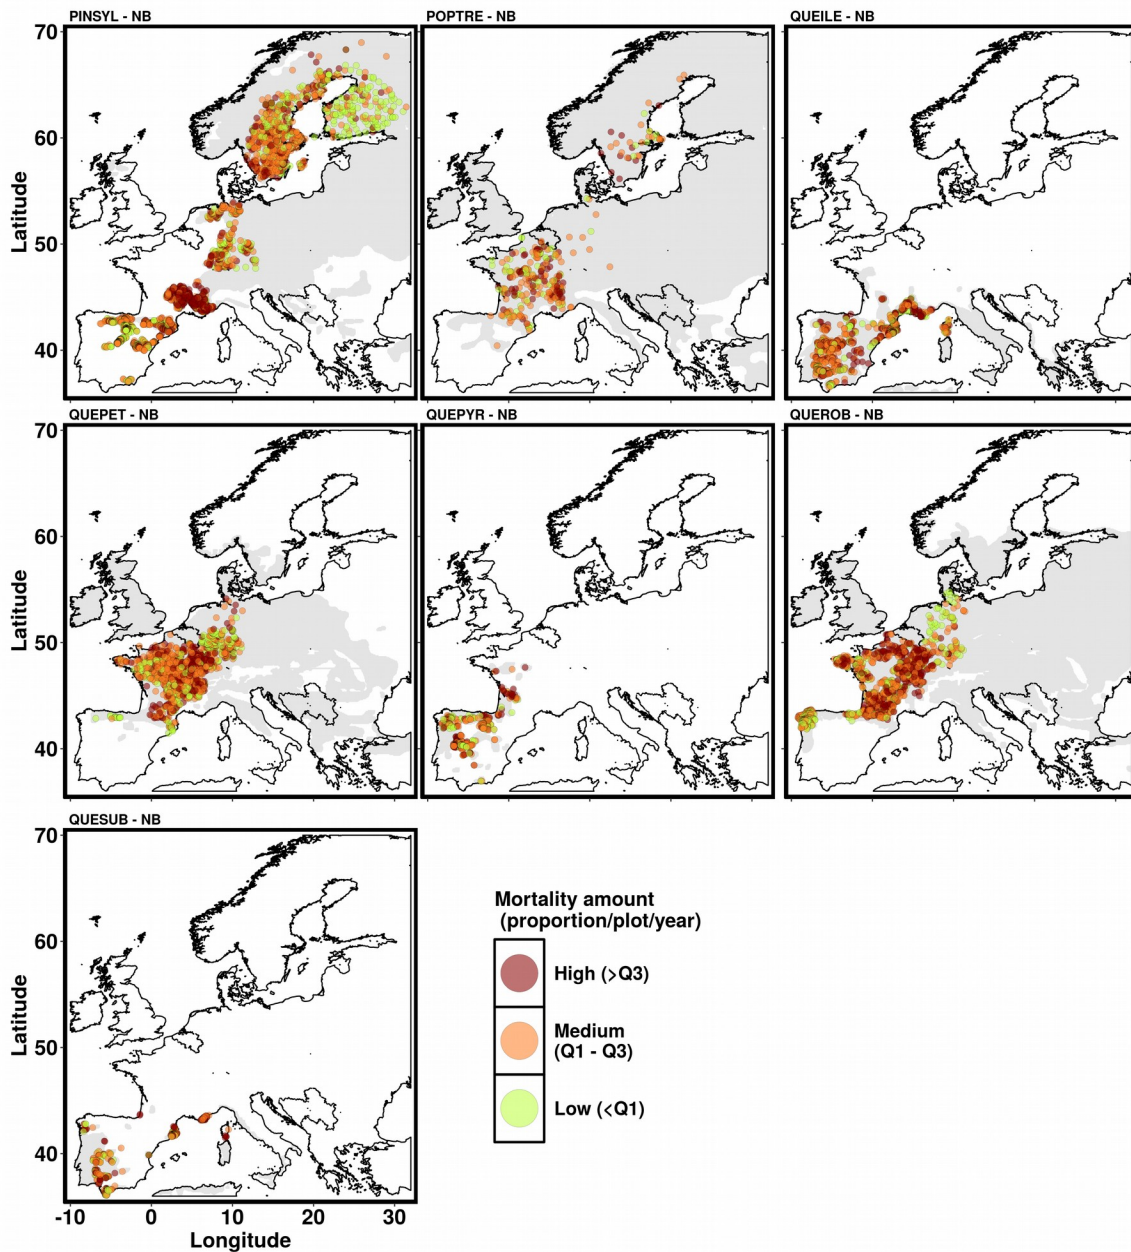 PINSYL - NB
POPTRE - NB
QUEILE - NB
70
60
50
40
Latitude
QUEPET - NB
QUEPYR - NB
QUEROB - NB
70
60
50
40
Latitude
QUESUB - NB
70
60
50
40
Latitude
-10 0 10 20 30
Longitude
Mortality amount
(proportion/plot/year)
High (>Q3)
Medium
(Q1 - Q3)
Low (<Q1)